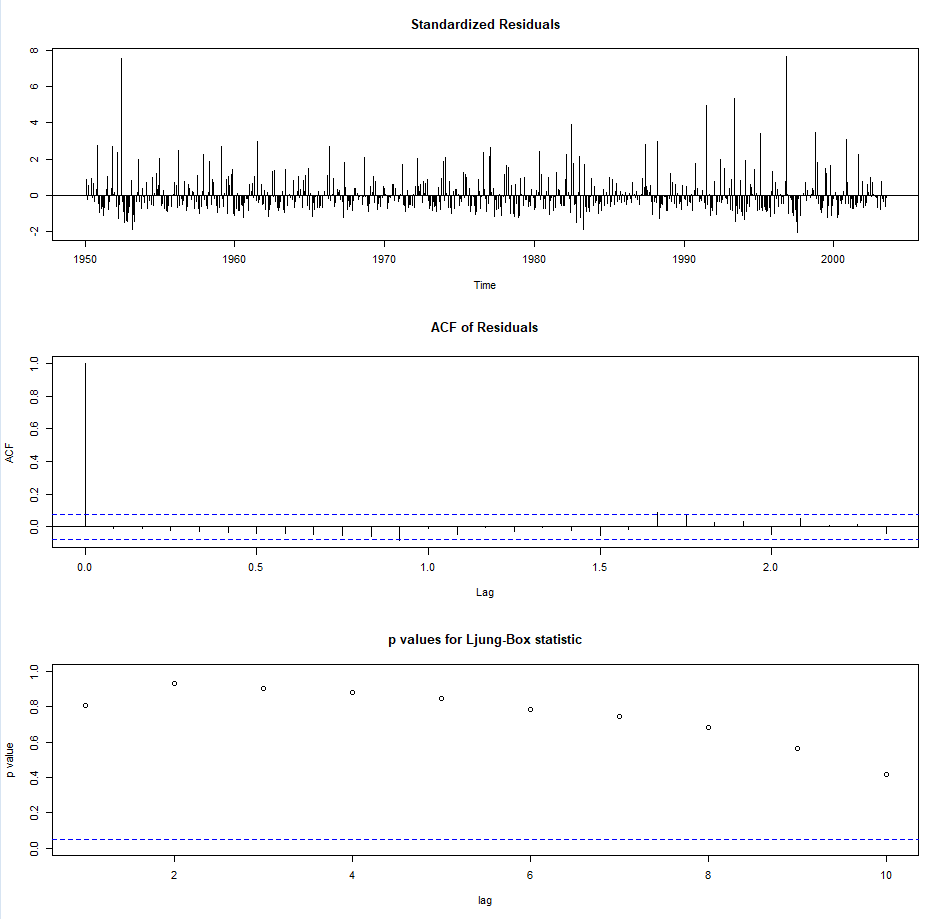 Standardized Residuals
8
6
4
2
0
-2
1950 1960 1970 1980 1990 2000
Time
ACF of Residuals
ACF
1.0
0.8
0.6
0.4
0.2
0.0
0.0 0.5 1.0 1.5 2.0
Lag
p values for Ljung-Box statistic
p value
1.0
0.8
0.6
0.4
0.2
0.0
2 4 6 8 10
lag